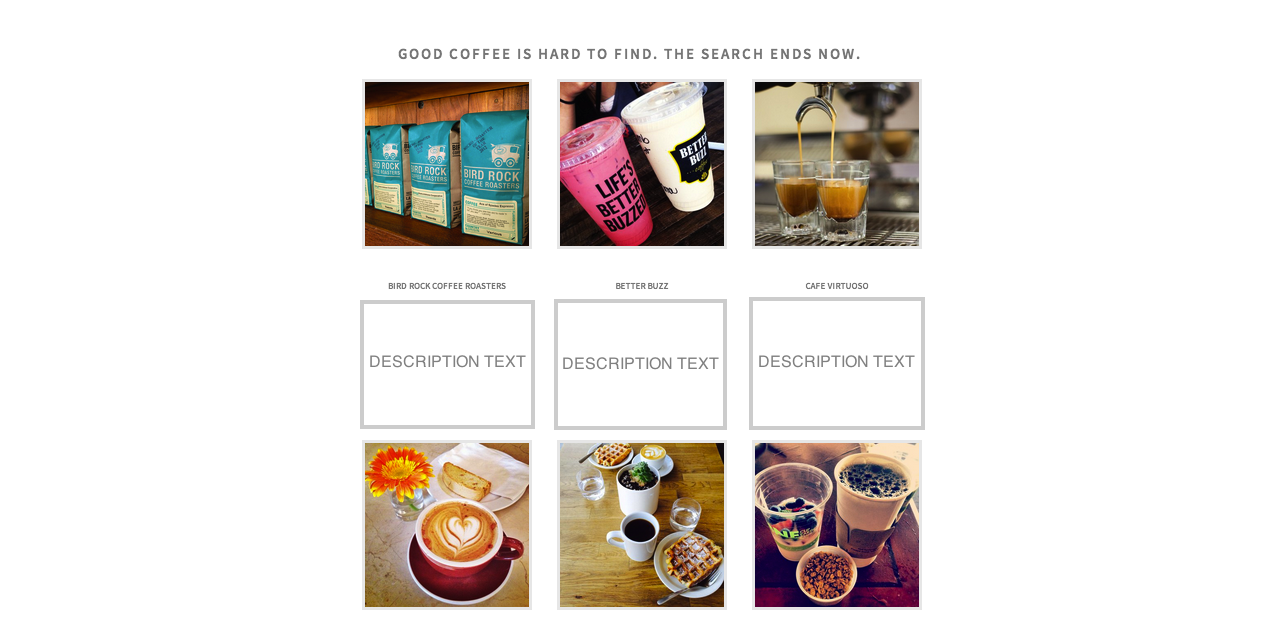 GOOD COFFEE IS HARD TO FIND. THE SEARCH ENDS NOW.
BIRD ROCK
COFFEE ROASTERS
BIRD ROCK
COFFEE ROASTERS
BIRD ROCK
COFFEE ROASTERS
LIFE'S
BETTER
BUZZED
BETTER
BUZZ
BIRD ROCK COFFEE ROASTERS
BETTER BUZZ
CAFE VIRTUOSO
DESCRIPTION TEXT
DESCRIPTION TEXT
DESCRIPTION TEXT